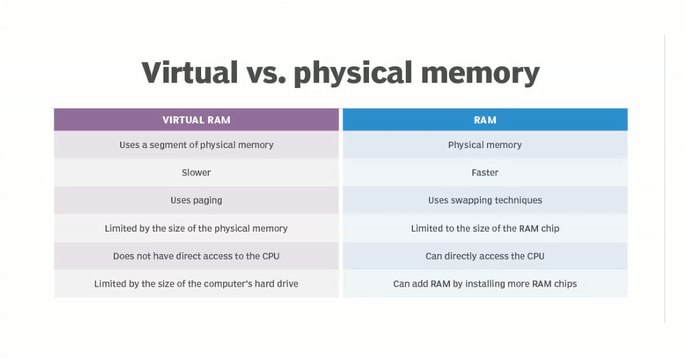 Virtual vs. physical memory
VIRTUAL RAM
RAM
Uses a segment of physical memory
Physical memory
Slower
Faster
Uses paging
Uses swapping techniques
Limited by the size of the physical memory
Limited to the size of the RAM chip
Does not have direct access to the CPU
Can directly access the CPU
Limited by the size of the computer's hard drive
Can add RAM by installing more RAM chips